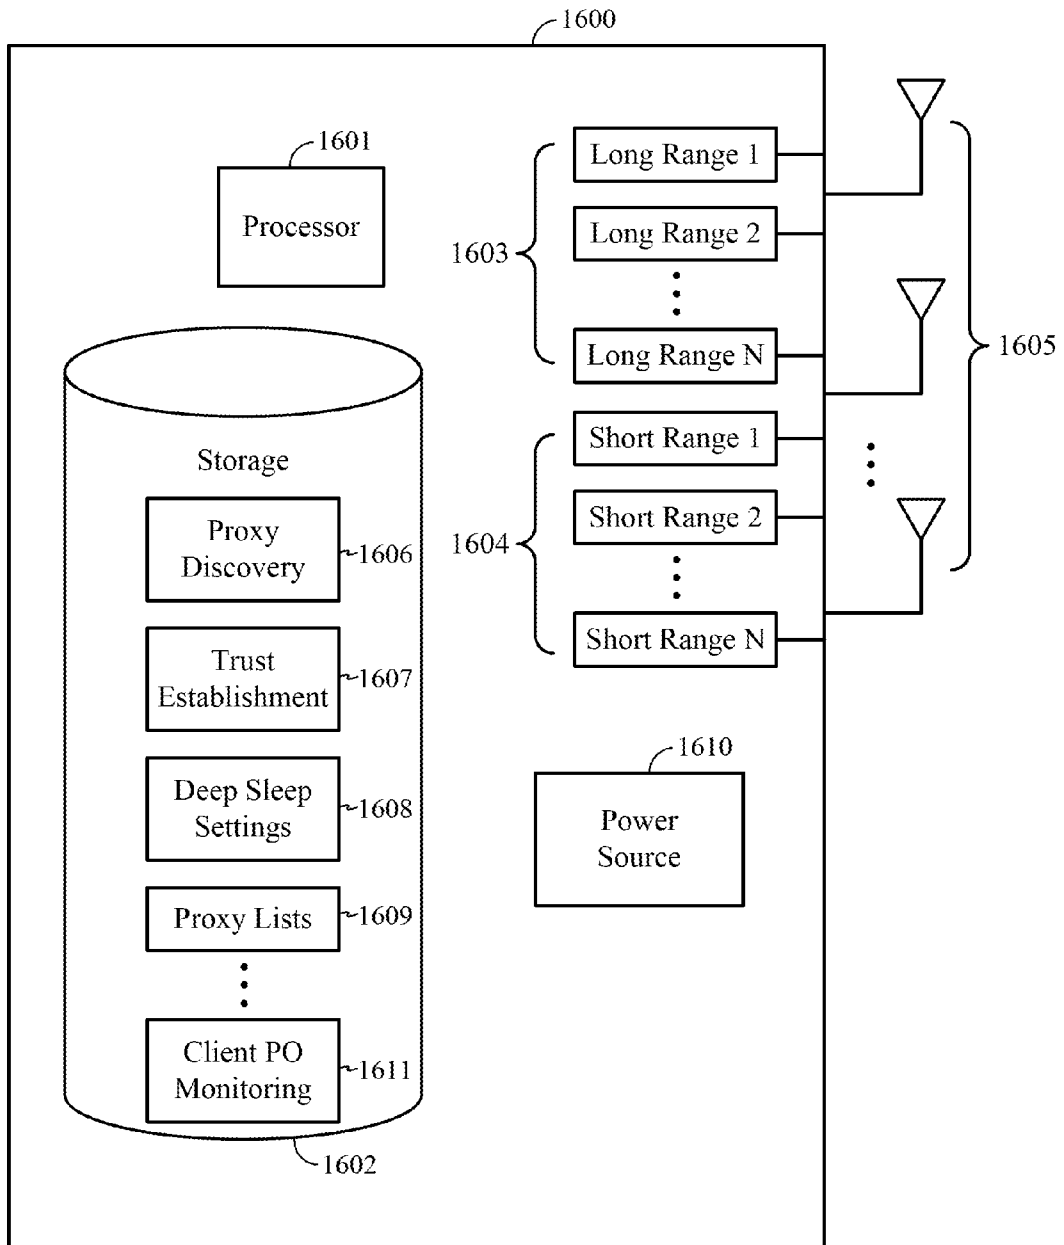 1600
1601
Processor
Long Range 1
Long Range 2
1603
Long Range N
1605
Storage
Short Range 1
Short Range 2
1604
Short Range N
Proxy
Discovery
1606
Trust
Establishment
1607
Deep Sleep
Settings
1608
Proxy Lists
1609
Client PO
Monitoring
1611
1602
1610
Power
Source